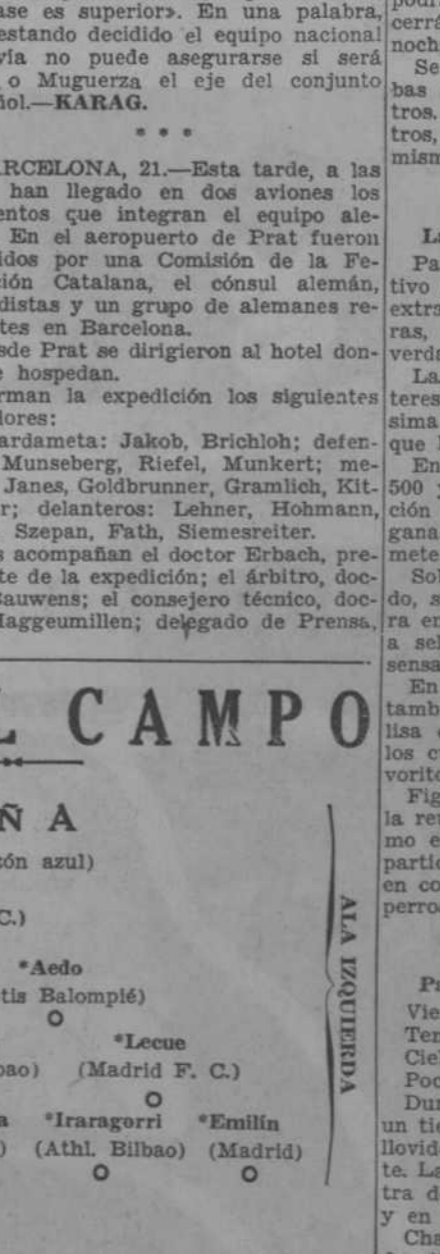 ase es superior». En una palabra,
estando decidido el equipo nacional
vía no puede asegurarse si será
o Muguerza el eje del conjunto
ñol.—KARAG.
* * *
ARCELONA, 21.—Esta tarde, a las
han llegado en dos aviones los
entos que integran el equipo ale-
En el aeropuerto de Prat fueron
idos por una Comisión de la Fe-
ción Catalana, el cónsul alemán,
distas y un grupo de alemanes re-
tes en Barcelona.
sde Prat se dirigieron al hotel don-
e hospedan.
rman la expedición los siguientes
dores:
ardameta: Jakob, Brichloh; defen-
Munseberg, Riefel, Munkert; me-
Janes, Goldbrunner, Gramlich, Kit-
r; delanteros: Lehner, Hohmann,
Szepan, Fath, Siemesreiter.
s acompañan el doctor Erbach, pre-
te de la expedición; el árbitro, doc-
Bauwens; el consejero técnico, doc-
Haggeumillen; delegado de Prensa,
L CAMPO
Ñ A
zón azul)
C.)
*Aedo
tis Balompié)
*Lecue
bao) (Madrid F. C.)
a *Iraragorri *Emilín
) (Athl. Bilbao) (Madrid)
ALA IZQUIERDA
podri
cerrá
noch
Se
bas
tros.
tros,
mism
La
Pa
tivo
extra
ras,
verda
La
teres
sima
que
En
500
ción
gana
mete
Sol
do, s
ra en
a sel
sensa
En
tamb
lisa
los c
vorito
Fig
la re
mo e
partic
en co
perro
Pa
Vie
Ter
Ciel
Poc
Dur
un tie
llovid
te. La
tra d
y en
Cha